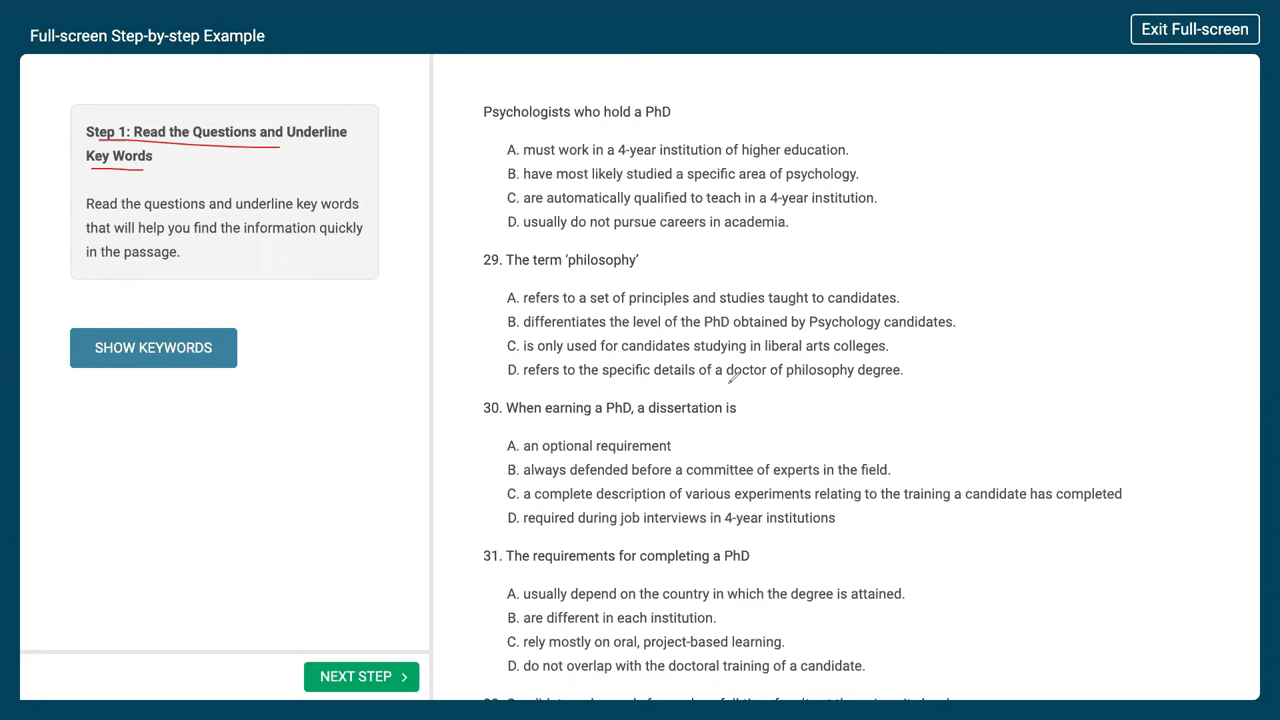 Full-screen Step-by-step Example
Exit Full-screen
Step 1: Read the Questions and Underline
Key Words
Read the questions and underline key words
that will help you find the information quickly
in the passage.
SHOW KEYWORDS
NEXT STEP
Psychologists who hold a PhD
A. must work in a 4-year institution of higher education.
B. have most likely studied a specific area of psychology.
C. are automatically qualified to teach in a 4-year institution.
D. usually do not pursue careers in academia.
29. The term ‘philosophy’
A. refers to a set of principles and studies taught to candidates.
B. differentiates the level of the PhD obtained by Psychology candidates.
C. is only used for candidates studying in liberal arts colleges.
D. refers to the specific details of a doctor of philosophy degree.
30. When earning a PhD, a dissertation is
A. an optional requirement
B. always defended before a committee of experts in the field.
C. a complete description of various experiments relating to the training a candidate has completed
D. required during job interviews in 4-year institutions
31. The requirements for completing a PhD
A. usually depend on the country in which the degree is attained.
B. are different in each institution.
C. rely mostly on oral, project-based learning.
D. do not overlap with the doctoral training of a candidate.